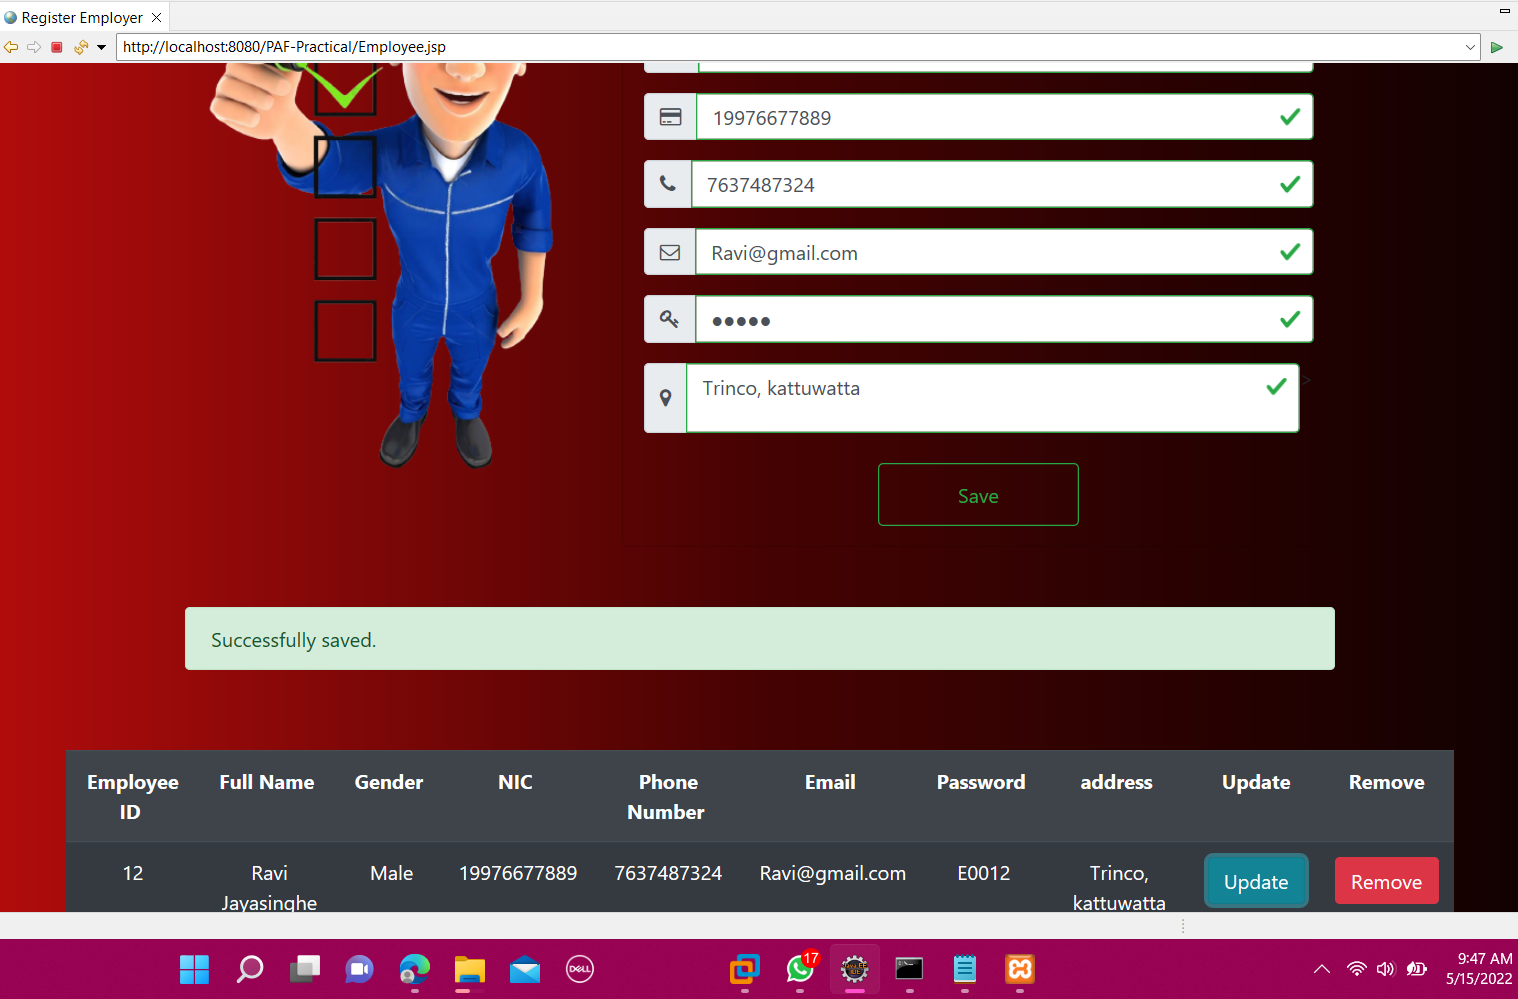 Register Employer
http://localhost:8080/PAF-Practical/Employee.jsp
19976677889
7637487324
Ravi@gmail.com
●●●●●
Trinco, kattuwatta
>
Save
Successfully saved.
Employee ID Full Name Gender NIC Phone Number Email Password address Update Remove
12 Ravi Jayasinghe Male 19976677889 7637487324 Ravi@gmail.com E0012 Trinco, kattuwatta Update Remove
DELL
17
9:47 AM
5/15/2022